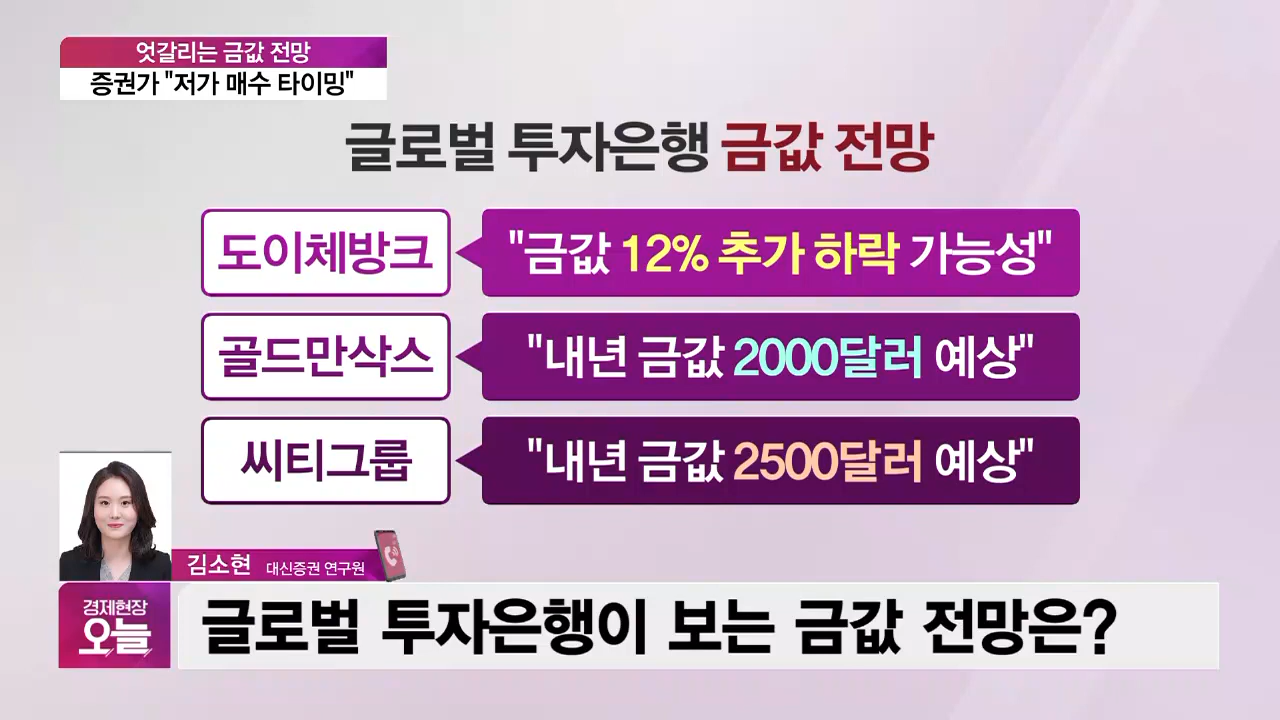 엇갈리는 금값 전망
증권가 "저가 매수 타이밍"
글로벌 투자은행 금값 전망
도이체방크
"금값 12% 추가 하락 가능성"
골드만삭스
"내년 금값 2000달러 예상"
씨티그룹
"내년 금값 2500달러 예상"
김소현 대신증권 연구원
경제현장
오늘
글로벌 투자은행이 보는 금값 전망은?